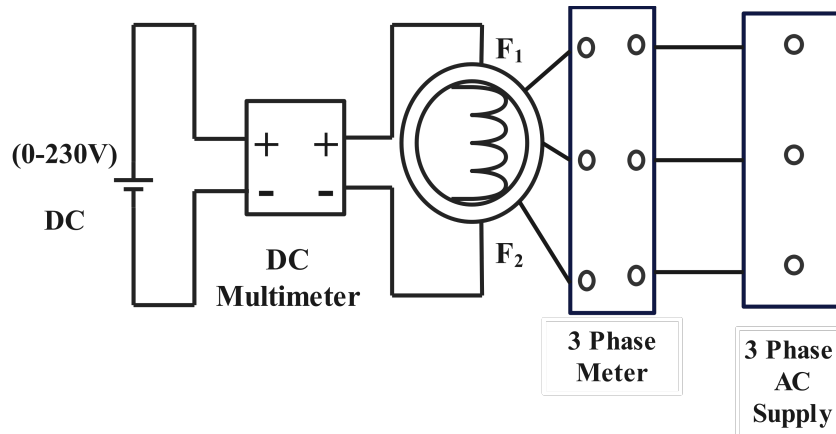 F₁
(0-230V)
+ +
DC
- -
F₂
DC
Multimeter
3 Phase
Meter
3 Phase
AC
Supply